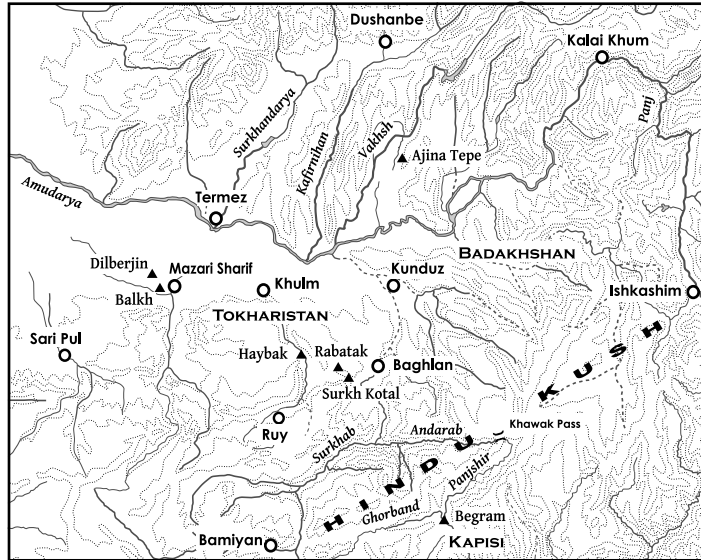 Dushanbe
Kalai Khum
Surkhandarya
Kafirnihan
Vakhsh
Panj
Ajina Tepe
Amudarya
Termez
BADAKHSHAN
Dilberjin
Mazari Sharif
Balkh
Khulm
Kunduz
Ishkashim
TOKHARISTAN
Sari Pul
Haybak
Rabatak
Baghlan
Surkh Kotal
Ruy
HINDU KUSH
Khawak Pass
Surkhab
Andarab
Panjshir
Ghorband
Begram
Bamiyan
KAPISI